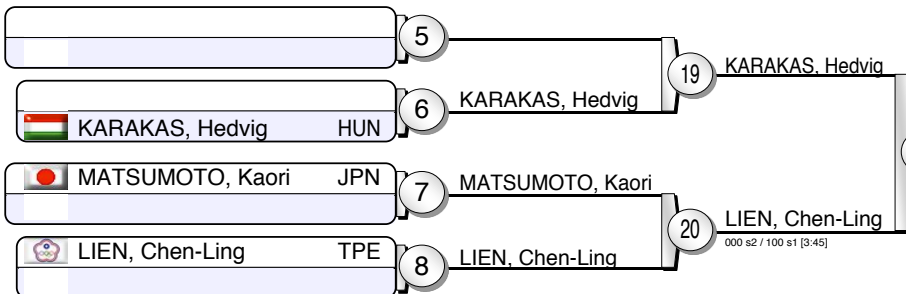 5
19 KARAKAS, Hedvig
6 KARAKAS, Hedvig
KARAKAS, Hedvig HUN
MATSUMOTO, Kaori JPN
7 MATSUMOTO, Kaori
20 LIEN, Chen-Ling
000 s2 / 100 s1 [3:45]
LIEN, Chen-Ling TPE
8 LIEN, Chen-Ling